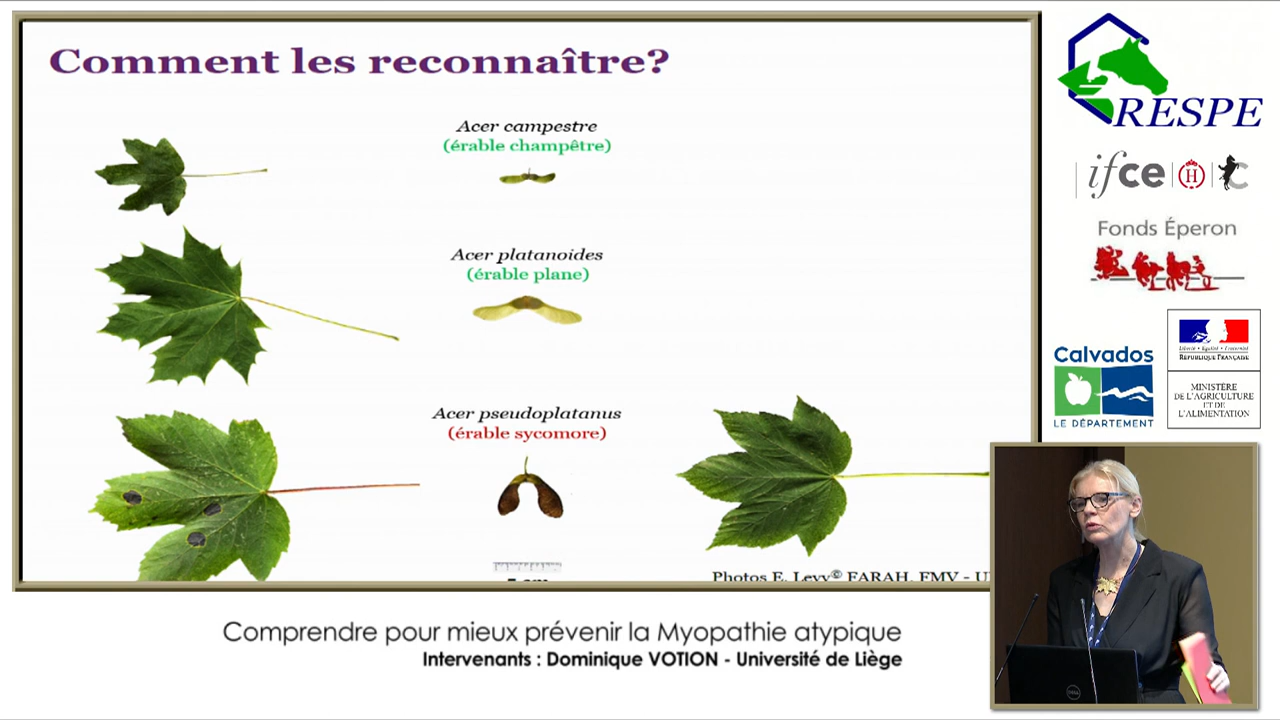 Comment les reconnaître?
Acer campestre
(érable champêtre)
Acer platanoides
(érable plane)
Acer pseudoplatanus
(érable sycomore)
Photos E. Levy© FARAH, FMV - U
RESPE
ifce
H
C
Fonds Éperon
Calvados
LE DÉPARTEMENT
Liberté • Égalité • Fraternité
RÉPUBLIQUE FRANÇAISE
MINISTÈRE
DE L'AGRICULTURE
ET DE
L'ALIMENTATION
DELL
Comprendre pour mieux prévenir la Myopathie atypique
Intervenants : Dominique VOTION - Université de Liège